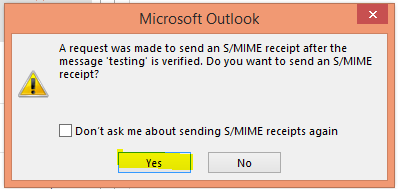 Microsoft Outlook
A request was made to send an S/MIME receipt after the
message 'testing' is verified. Do you want to send an S/MIME
receipt?
Don't ask me about sending S/MIME receipts again
Yes
No